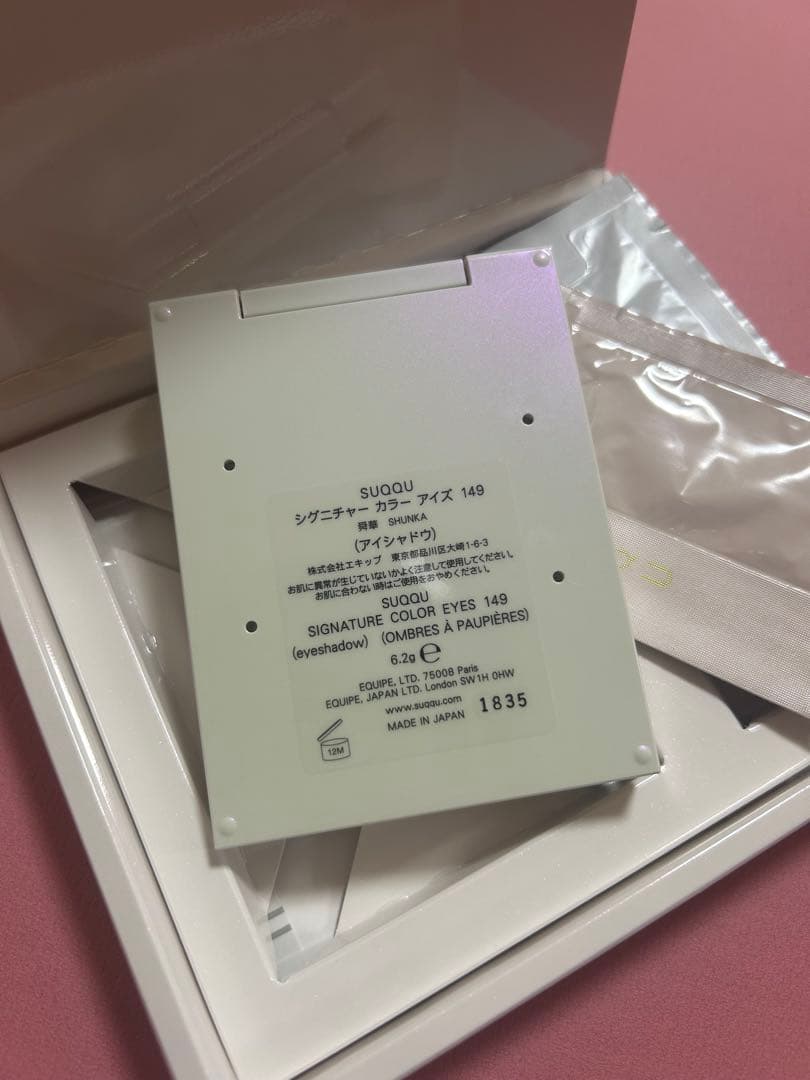 SUQQU
シグニチャー カラー アイズ 149
舜華 SHUNKA
(アイシャドウ)
株式会社エキップ 東京都品川区大崎1-6-3
お肌に異常が生じていないかよく注意して使用してください。
お肌に合わない時はご使用をおやめください。
SUQQU
SIGNATURE COLOR EYES 149
(eyeshadow) (OMBRES À PAUPIÈRES)
6.2g ℮
EQUIPE, LTD. 75008 Paris
EQUIPE, JAPAN LTD. London SW1H 0HW
www.suqqu.com
MADE IN JAPAN 1835
12M